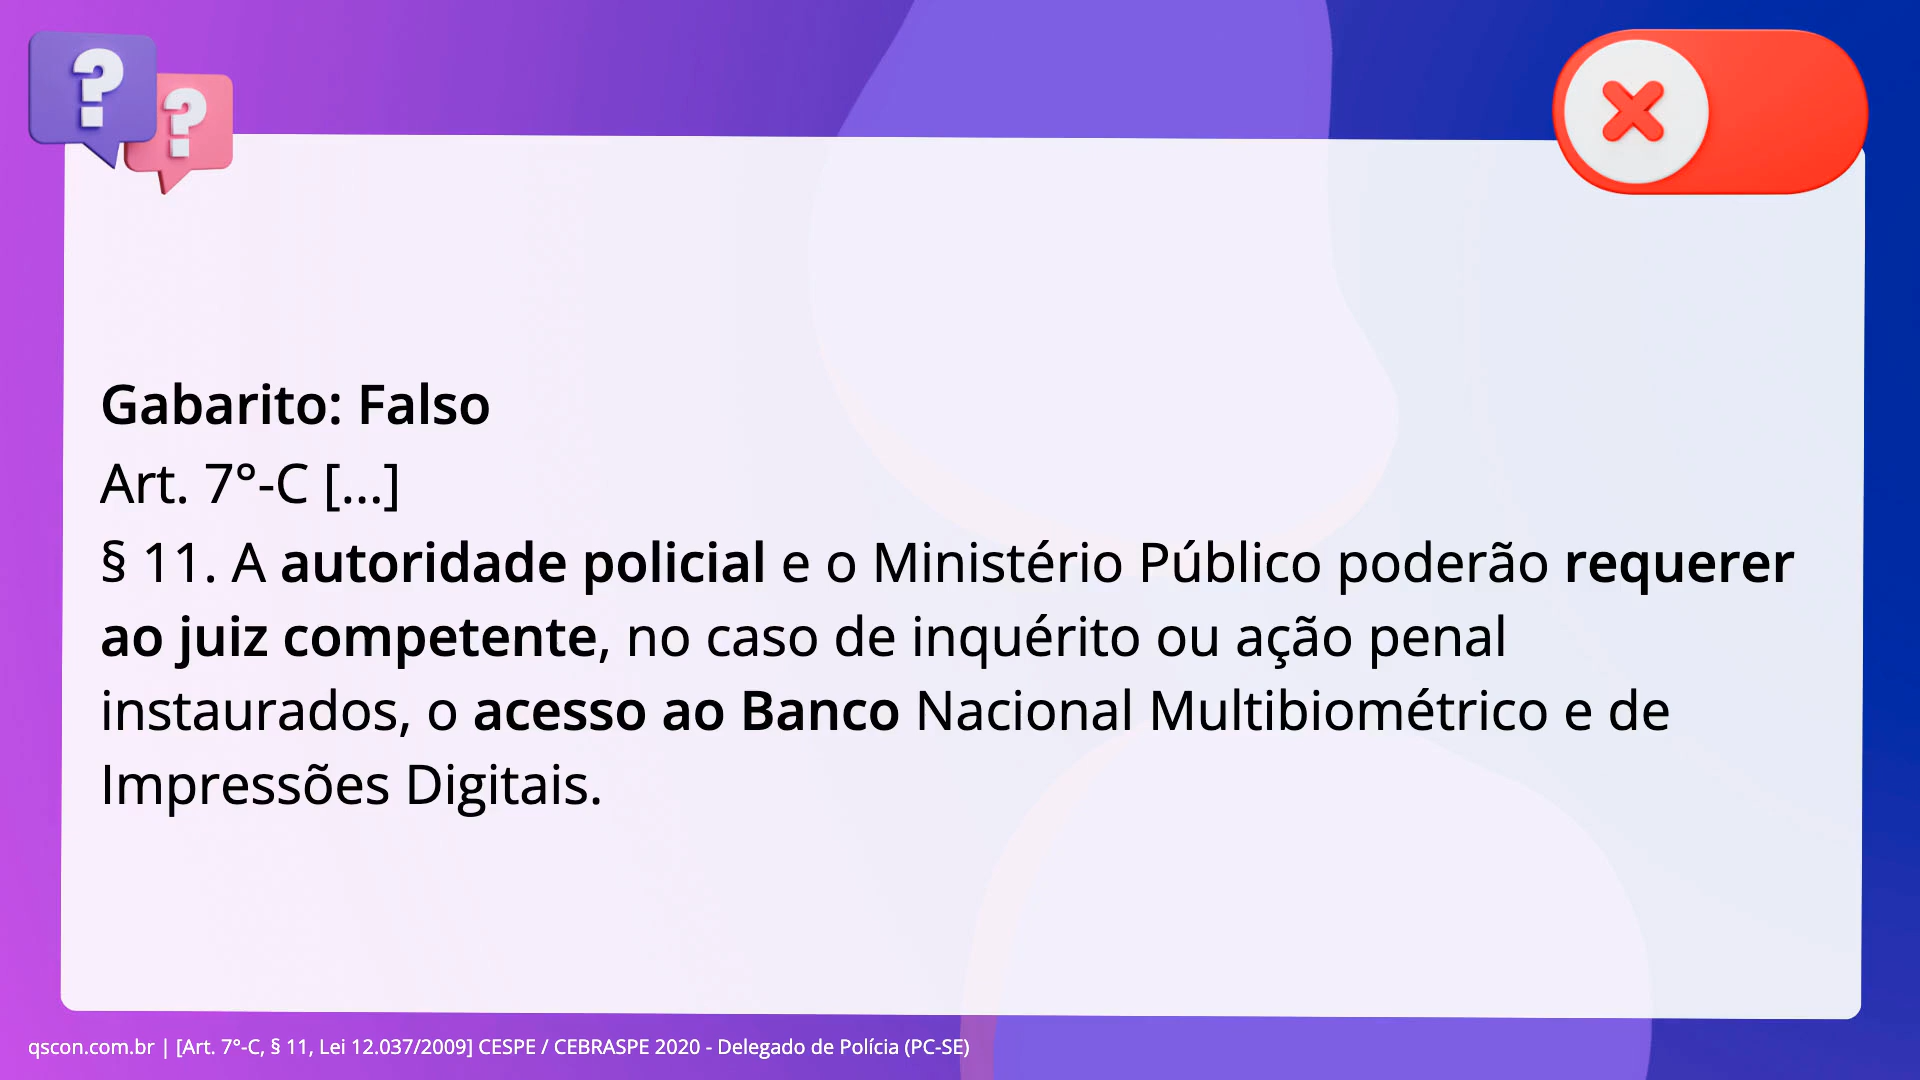 ?
?
Gabarito: Falso
Art. 7°-C [...]
§ 11. A autoridade policial e o Ministério Público poderão requerer
ao juiz competente, no caso de inquérito ou ação penal
instaurados, o acesso ao Banco Nacional Multibiométrico e de
Impressões Digitais.
qscon.com.br | [Art. 7°-C, § 11, Lei 12.037/2009] CESPE / CEBRASPE 2020 - Delegado de Polícia (PC-SE)